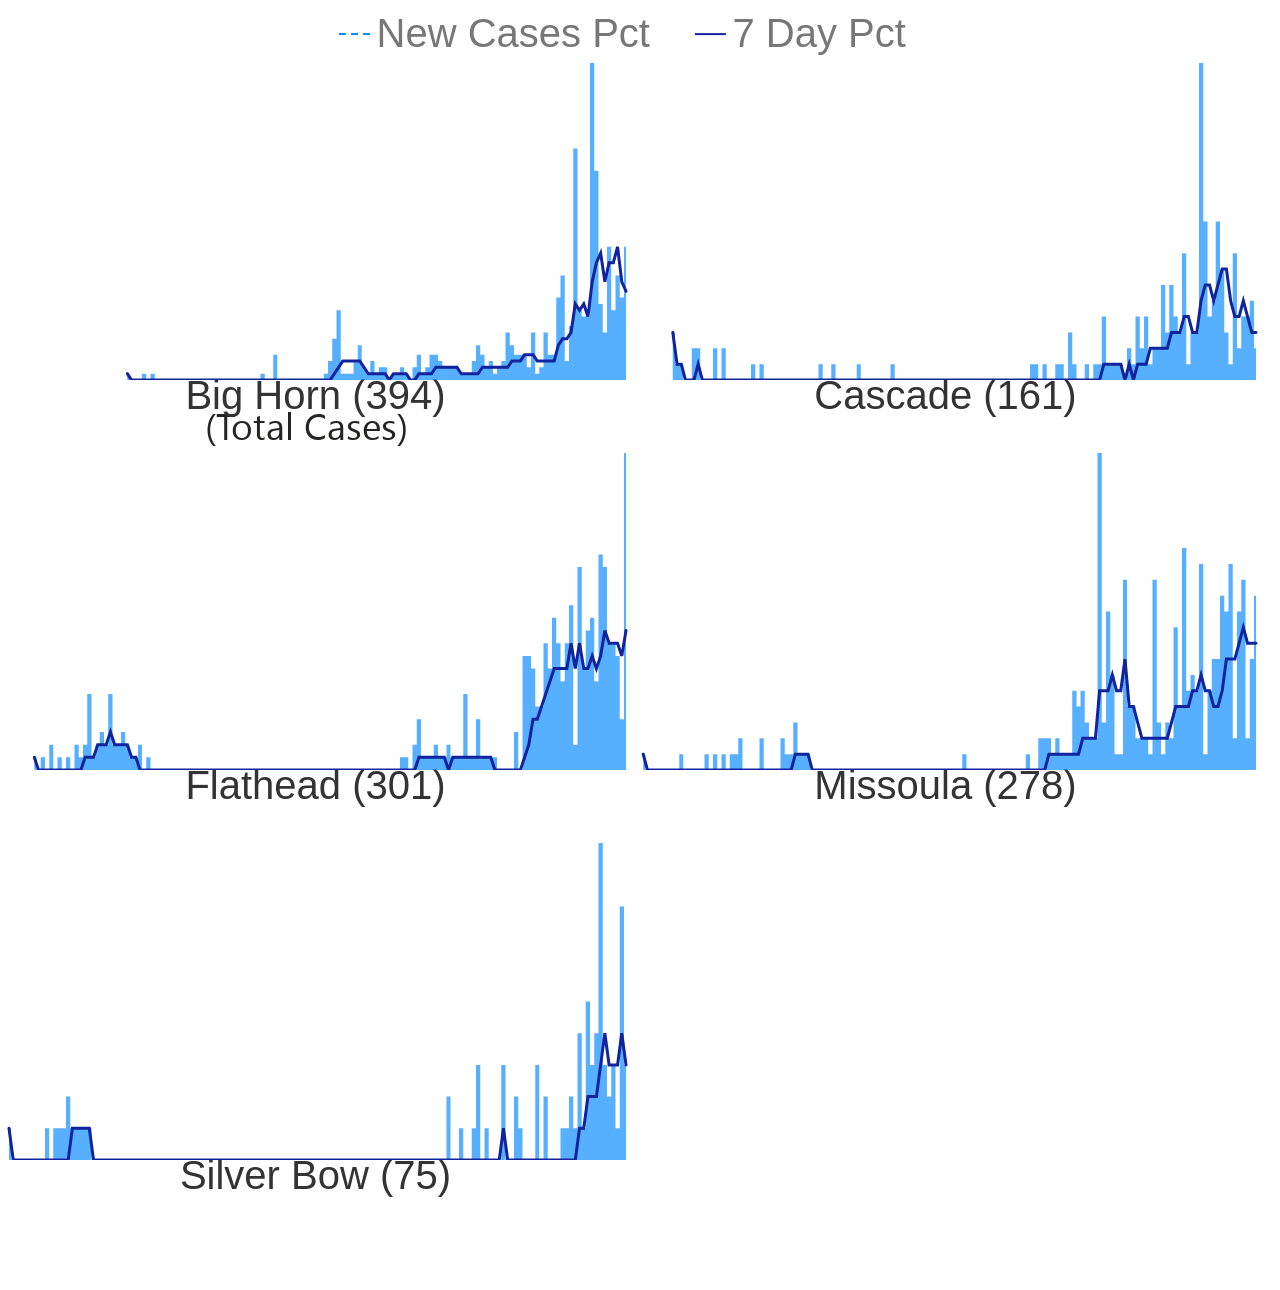 New Cases Pct 7 Day Pct
Big Horn (394) Cascade (161)
(Total Cases)
Flathead (301) Missoula (278)
Silver Bow (75)